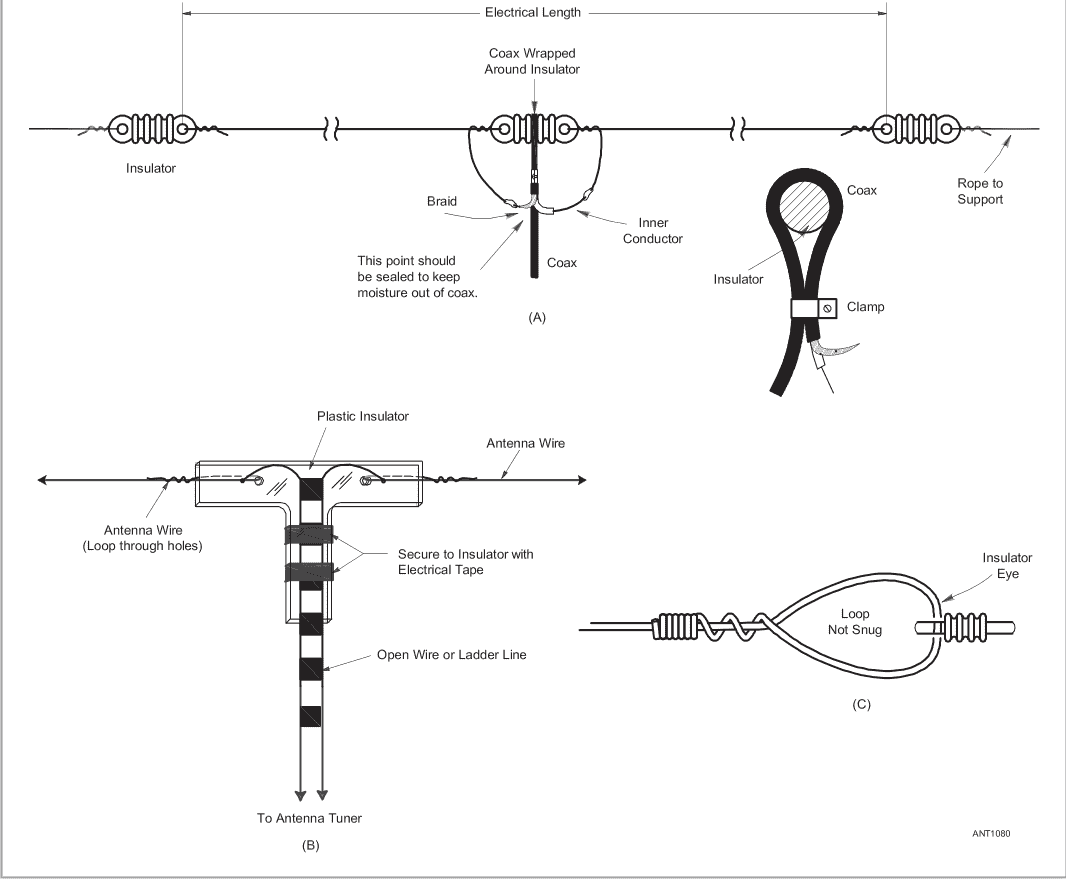 Electrical Length
Coax Wrapped
Around Insulator
Insulator
Braid
Inner
Conductor
This point should
be sealed to keep
moisture out of coax.
Coax
(A)
Rope to
Support
Coax
Insulator
Clamp
Plastic Insulator
Antenna Wire
Antenna Wire
(Loop through holes)
Secure to Insulator with
Electrical Tape
Open Wire or Ladder Line
To Antenna Tuner
(B)
Insulator
Eye
Loop
Not Snug
(C)
ANT1080